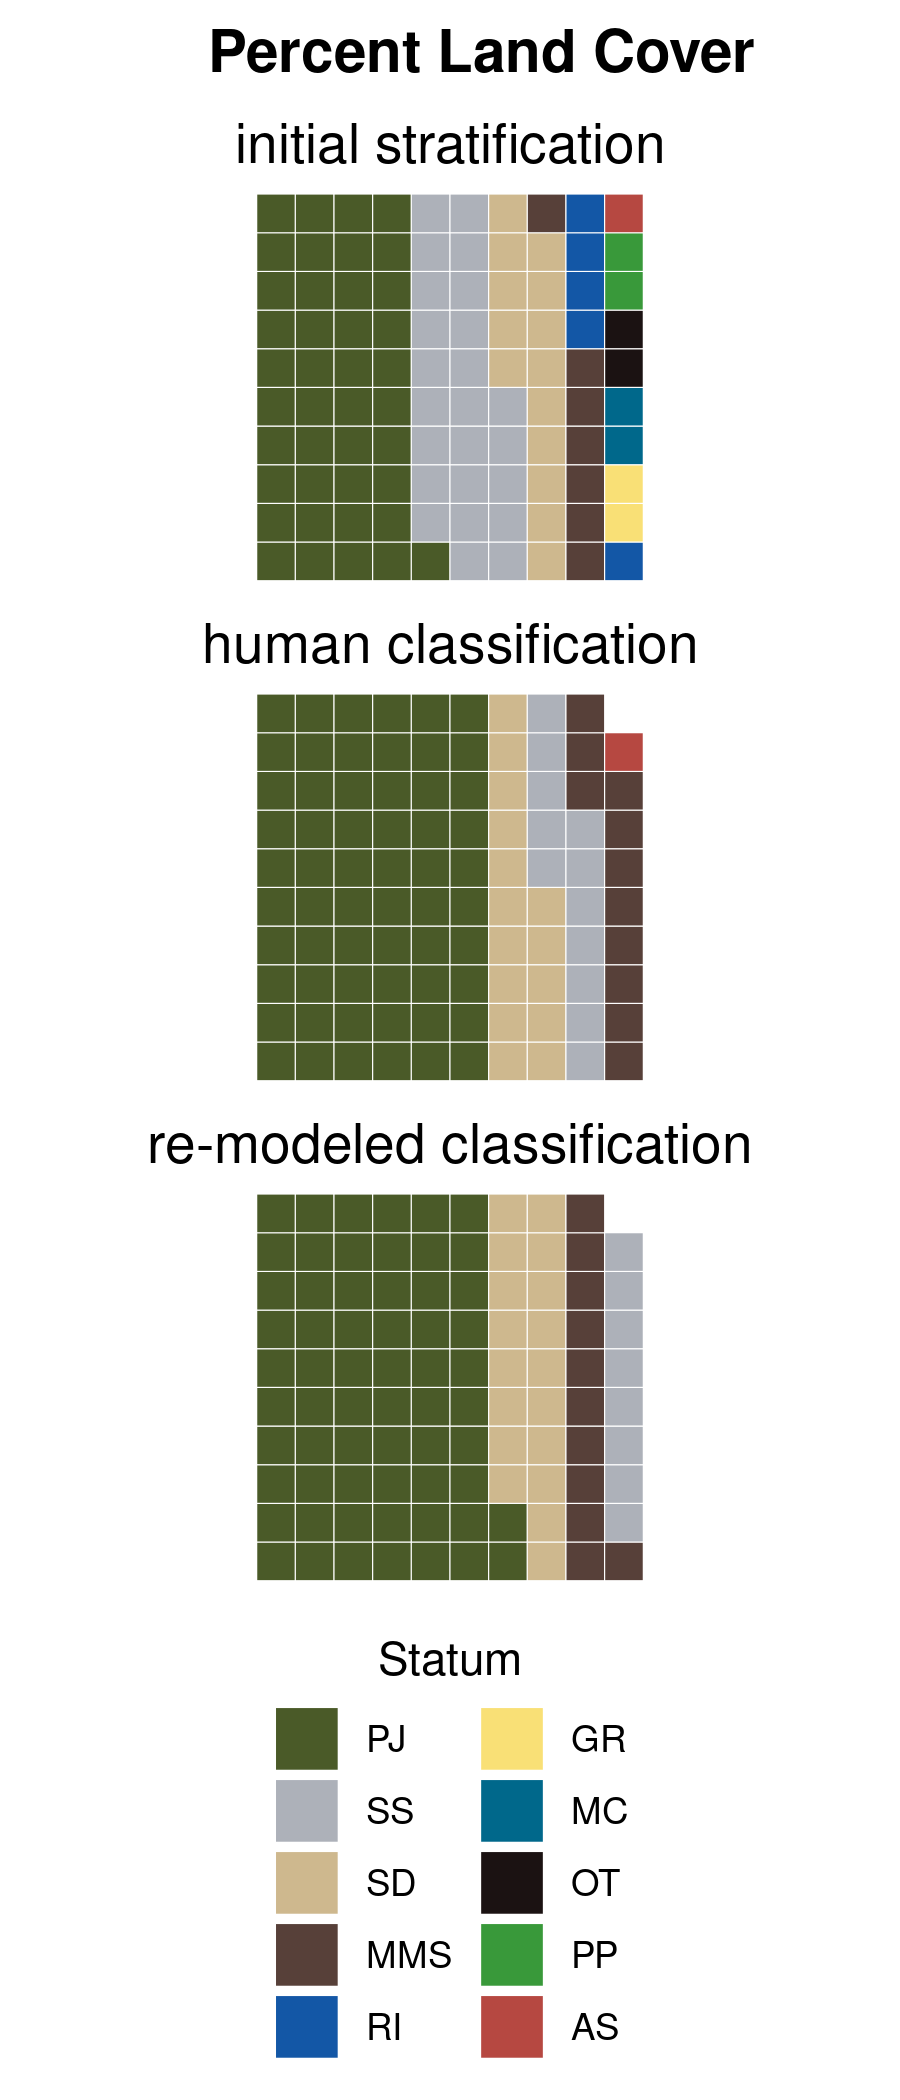 Percent Land Cover
initial stratification
human classification
re-modeled classification
Statum
PJ
SS
SD
MMS
RI
GR
MC
OT
PP
AS